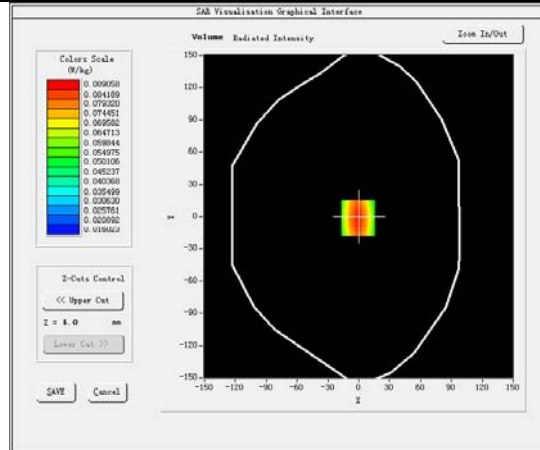 SAR Visualisation Graphical Interface
Volume Radiated Intensity
Zoom In/Out
Colors Scale
(W/kg)
0.089058
0.084189
0.079320
0.074451
0.069582
0.064713
0.059844
0.054975
0.050106
0.045237
0.040368
0.035499
0.030630
0.025761
0.020892
0.016023
Z-Cuts Control
<< Upper Cut
Z = 4.0 mm
Lower Cut >>
SAVE
Cancel
150
120
90
60
30
0
-30
-60
-90
-120
-150
Y
-150 -120 -90 -60 -30 0 30 60 90 120 150
X